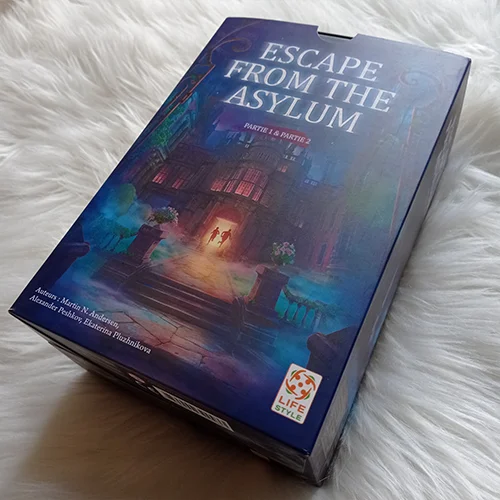 ESCAPE
FROM THE
ASYLUM
PARTIE 1 & PARTIE 2
Auteurs : Martin N. Andersen,
Alexander Peshkov, Ekaterina Pluzhnikova
LIFE
STYLE